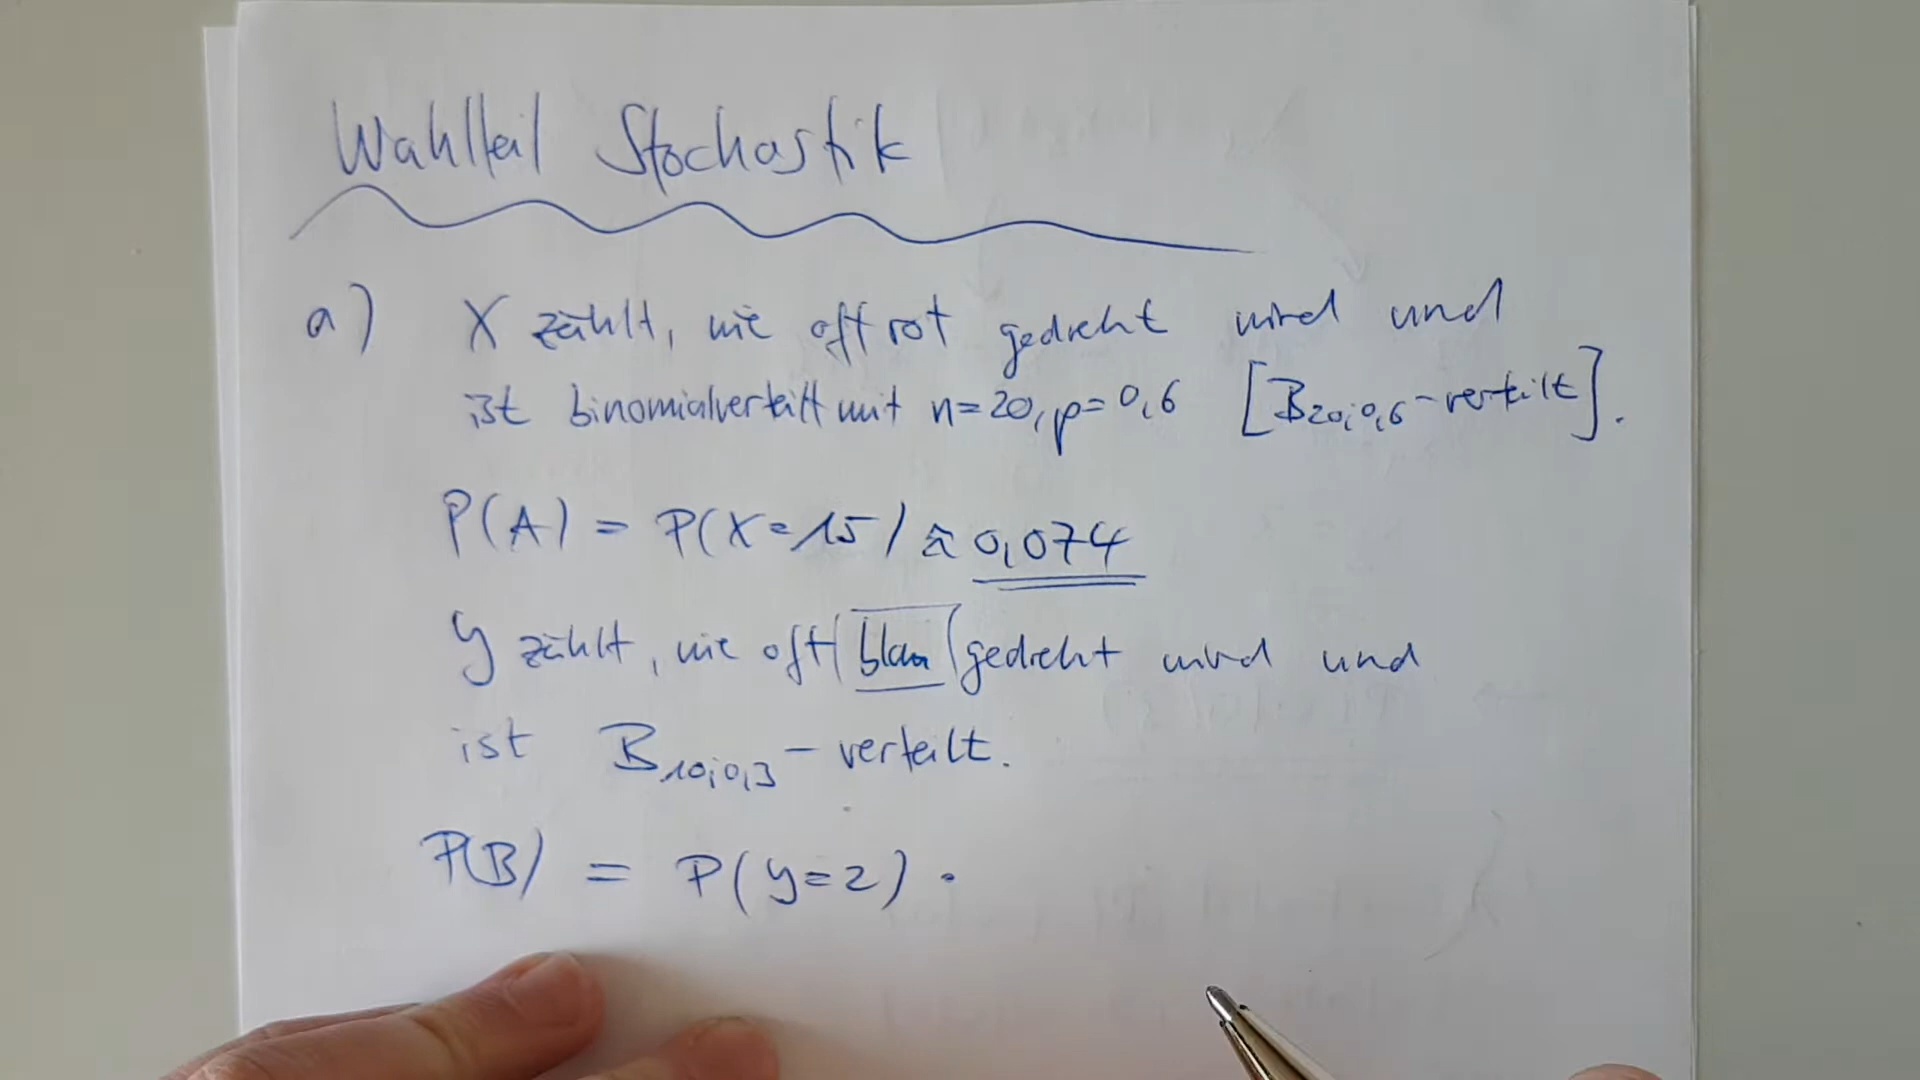 Wahlteil Stochastik
a) X zählt, wie oft rot gedreht wird und
ist binomialverteilt mit n=20, p=0,6 [B20;0,6-verteilt].
P(A) = P(X=15) ≈ 0,074
Y zählt, wie oft blau gedreht wird und
ist B10;0,3-verteilt.
P(B) = P(Y=2) ·